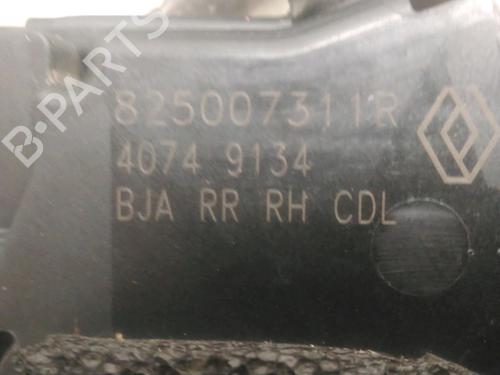 B-PARTS
825007311R
4074 9134
BJA RR RH CDL